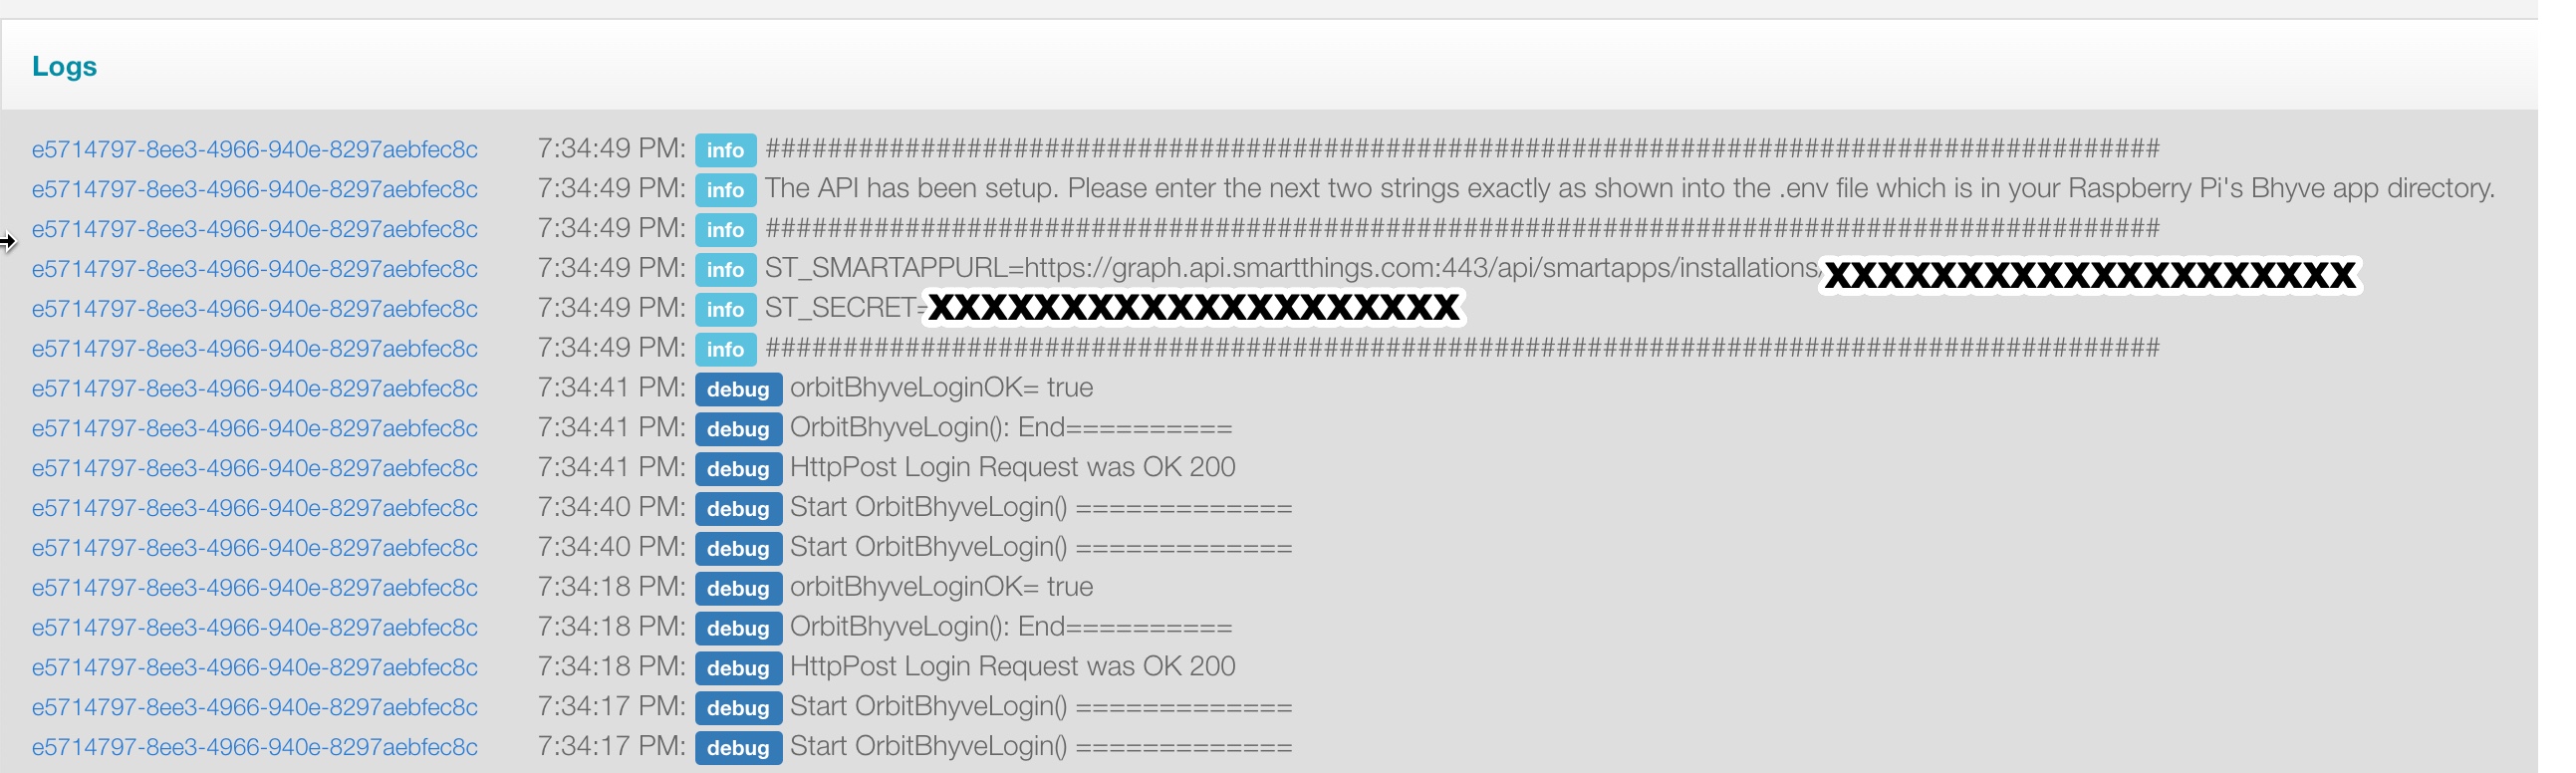 Logs
e5714797-8ee3-4966-940e-8297aebfec8c 7:34:49 PM: info ##########################################################################################
e5714797-8ee3-4966-940e-8297aebfec8c 7:34:49 PM: info The API has been setup. Please enter the next two strings exactly as shown into the .env file which is in your Raspberry Pi's Bhyve app directory.
e5714797-8ee3-4966-940e-8297aebfec8c 7:34:49 PM: info ##########################################################################################
e5714797-8ee3-4966-940e-8297aebfec8c 7:34:49 PM: info ST_SMARTAPPURL=https://graph.api.smartthings.com:443/api/smartapps/installations/XXXXXXXXXXXXXXXXXXXX
e5714797-8ee3-4966-940e-8297aebfec8c 7:34:49 PM: info ST_SECRET=XXXXXXXXXXXXXXXXXXXX
e5714797-8ee3-4966-940e-8297aebfec8c 7:34:49 PM: info ##########################################################################################
e5714797-8ee3-4966-940e-8297aebfec8c 7:34:41 PM: debug orbitBhyveLoginOK= true
e5714797-8ee3-4966-940e-8297aebfec8c 7:34:41 PM: debug OrbitBhyveLogin(): End==========
e5714797-8ee3-4966-940e-8297aebfec8c 7:34:41 PM: debug HttpPost Login Request was OK 200
e5714797-8ee3-4966-940e-8297aebfec8c 7:34:40 PM: debug Start OrbitBhyveLogin() =============
e5714797-8ee3-4966-940e-8297aebfec8c 7:34:40 PM: debug Start OrbitBhyveLogin() =============
e5714797-8ee3-4966-940e-8297aebfec8c 7:34:18 PM: debug orbitBhyveLoginOK= true
e5714797-8ee3-4966-940e-8297aebfec8c 7:34:18 PM: debug OrbitBhyveLogin(): End==========
e5714797-8ee3-4966-940e-8297aebfec8c 7:34:18 PM: debug HttpPost Login Request was OK 200
e5714797-8ee3-4966-940e-8297aebfec8c 7:34:17 PM: debug Start OrbitBhyveLogin() =============
e5714797-8ee3-4966-940e-8297aebfec8c 7:34:17 PM: debug Start OrbitBhyveLogin() =============